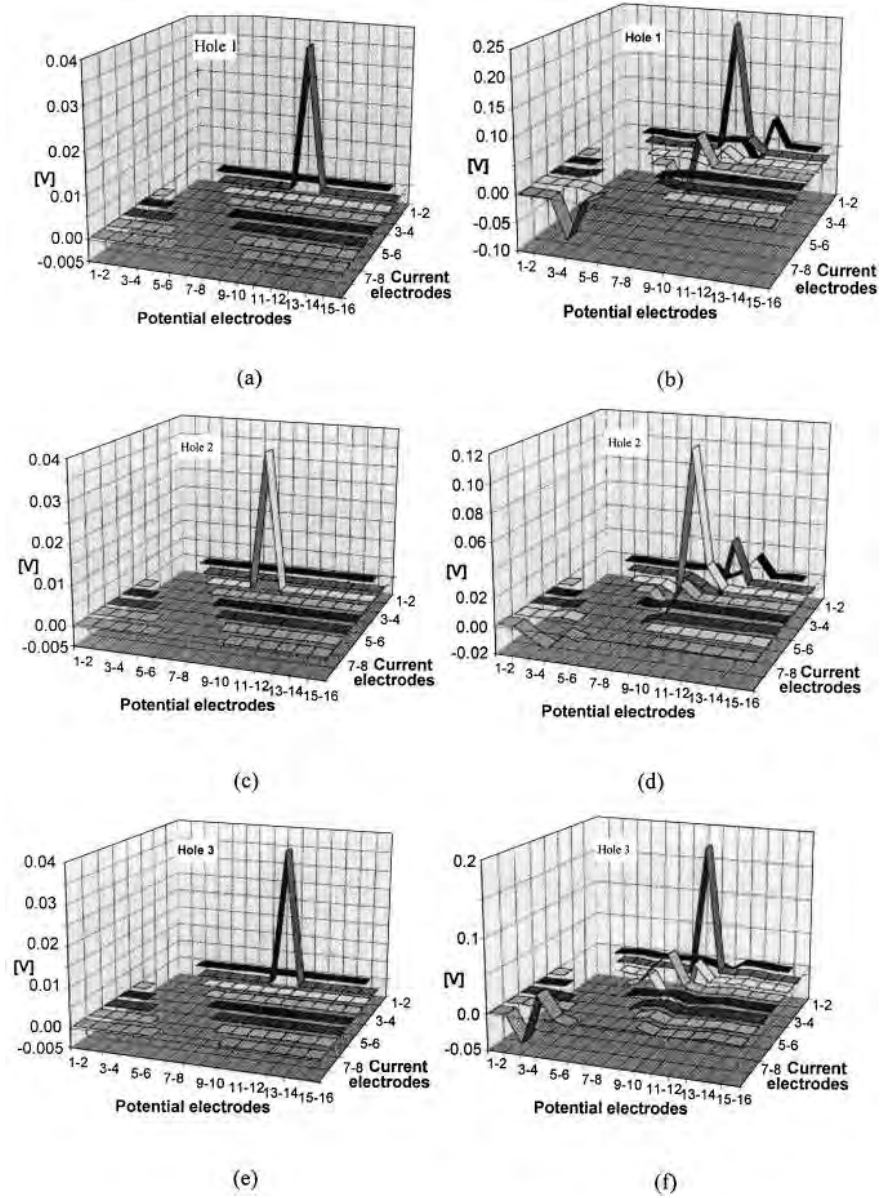 Hole 1
0.04
0.03
0.02
[V]
0.01
0.00
-0.005
1-2
3-4
5-6
7-8
9-10
11-12
13-14
15-16
Potential electrodes
1-2
3-4
5-6
7-8 Current
electrodes
(a)
Hole 1
0.25
0.20
0.15
0.10
[V]
0.00
-0.05
-0.10
1-2
3-4
5-6
7-8
9-10
11-12
13-14
15-16
Potential electrodes
1-2
3-4
5-6
7-8 Current
electrodes
(b)
Hole 2
0.04
0.03
0.02
[V]
0.01
0.00
-0.005
1-2
3-4
5-6
7-8
9-10
11-12
13-14
15-16
Potential electrodes
1-2
3-4
5-6
7-8 Current
electrodes
(c)
Hole 2
0.12
0.10
0.08
0.06
[V]
0.02
0.00
-0.02
1-2
3-4
5-6
7-8
9-10
11-12
13-14
15-16
Potential electrodes
1-2
3-4
5-6
7-8 Current
electrodes
(d)
Hole 3
0.04
0.03
0.02
[V]
0.01
0.00
-0.005
1-2
3-4
5-6
7-8
9-10
11-12
13-14
15-16
Potential electrodes
1-2
3-4
5-6
7-8 Current
electrodes
(e)
Hole 3
0.2
0.1
[V]
0.0
-0.05
1-2
3-4
5-6
7-8
9-10
11-12
13-14
15-16
Potential electrodes
1-2
3-4
5-6
7-8 Current
electrodes
(f)